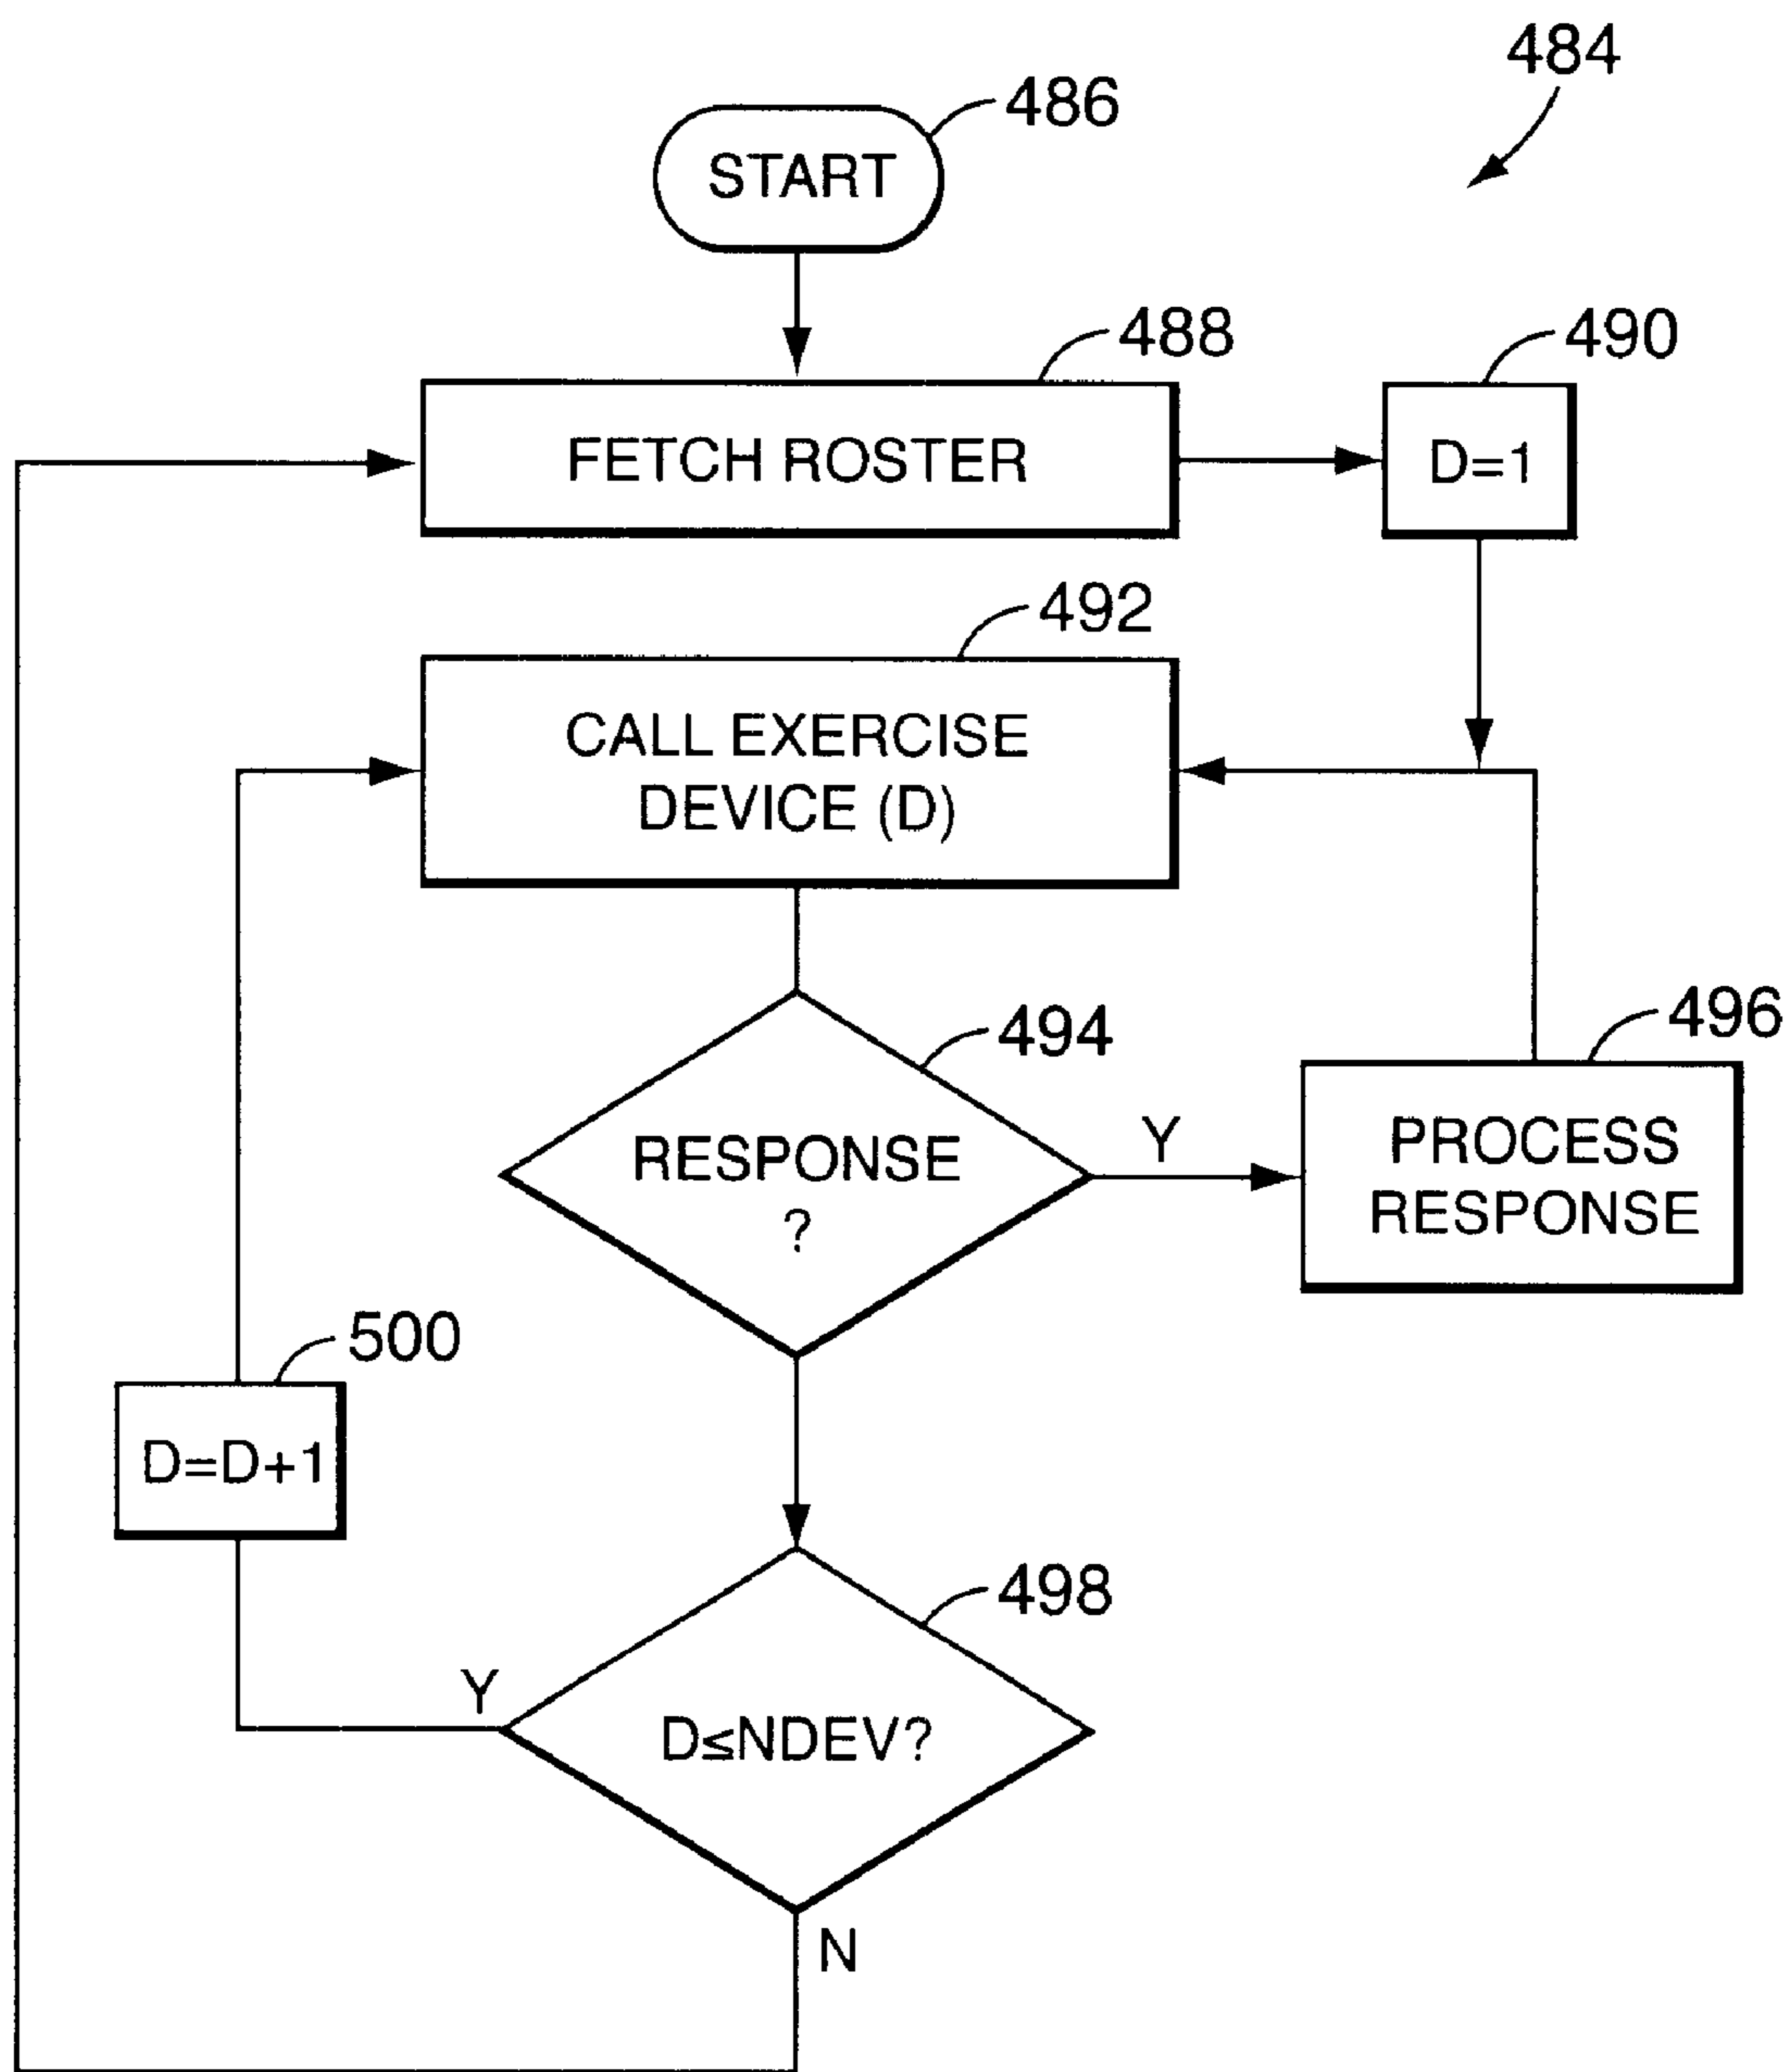 484
486
START
488
490
FETCH ROSTER
D=1
492
CALL EXERCISE
DEVICE (D)
494
496
RESPONSE
?
Y
PROCESS
RESPONSE
500
D=D+1
498
Y
D≤NDEV?
N